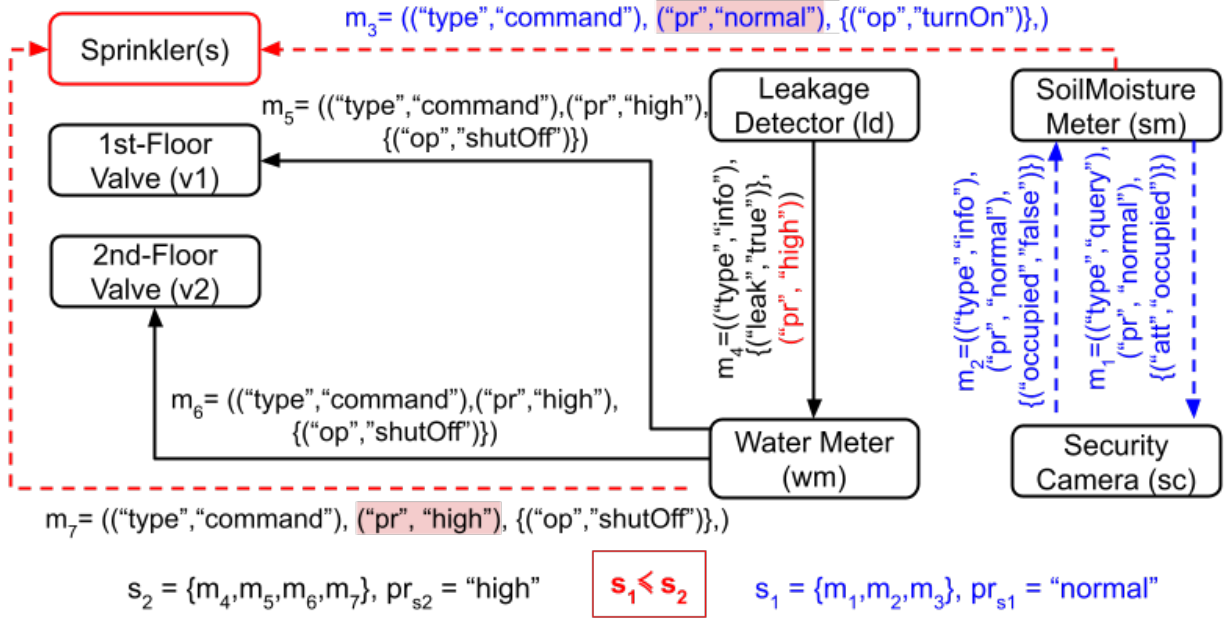 m₃= ((“type”,“command”), (“pr”,“normal”), {(“op”,”turnOn”)},)
Sprinkler(s)
m₅= ((“type”,“command”),(“pr”,“high”),
{(“op”,”shutOff”)})
1st-Floor
Valve (v1)
2nd-Floor
Valve (v2)
Leakage
Detector (ld)
SoilMoisture
Meter (sm)
m₄=((“type”,“info”),
{(“leak”,”true”)},
(“pr”, “high”))
m₂=((“type”,“info”),
(“pr”, “normal”),
{(“occupied”,“false”)})
m₁=((“type”,“query”),
(“pr”, “normal”),
{(“att”,“occupied”)})
m₆= ((“type”,“command”),(“pr”,“high”),
{(“op”,”shutOff”)})
Water Meter
(wm)
Security
Camera (sc)
m₇= ((“type”,“command”), (“pr”, “high”), {(“op”,”shutOff”)},)
s₂ = {m₄,m₅,m₆,m₇}, prₛ₂ = “high”
s₁ ≼ s₂
s₁ = {m₁,m₂,m₃}, prₛ₁ = “normal”